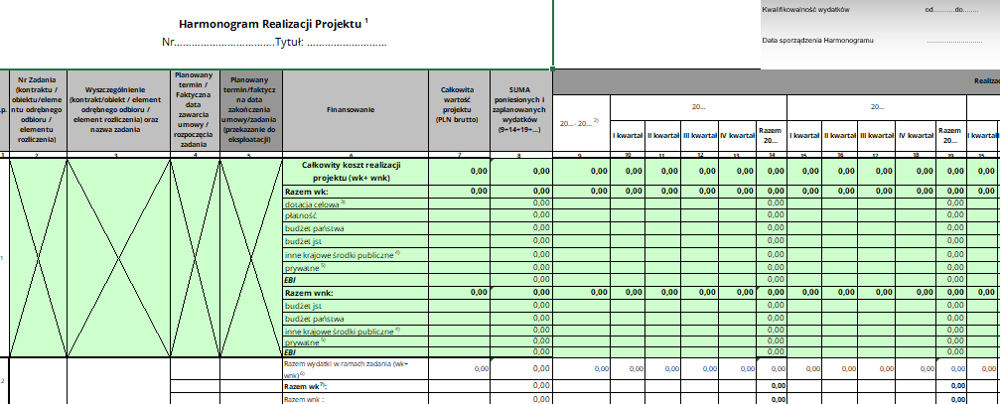 Harmonogram Realizacji Projektu ¹
Nr..................................Tytuł: ...........................
Kwalifikowalność wydatków od..........do.......
Data sporządzenia Harmonogramu ..........................
Nr Zadania (kontraktu / obiektu/elementu odrębnego odbioru / elementu rozliczenia)
Wyszczególnienie (kontrakt/obiekt / element odrębnego odbioru / element rozliczenia) oraz nazwa zadania
Planowany termin / Faktyczna data zawarcia umowy / rozpoczęcia zadania
Planowany termin/faktyczna data zakończenia umowy/zadania (przekazanie do eksploatacji)
Finansowanie
Całkowita wartość projektu (PLN brutto)
SUMA poniesionych i zaplanowanych wydatków (9+14+19+...)
Realizac
20...- 20... ²⁾
20...
I kwartał II kwartał III kwartał IV kwartał Razem 20...
20...
I kwartał II kwartał III kwartał IV kwartał Razem 20...
1 2 3 4 5 6 7 8 9 10 11 12 13 14 15 16 17 18 19 15
1
Całkowity koszt realizacji projektu (wk+ wnk) 0,00 0,00 0,00 0,00 0,00 0,00 0,00 0,00 0,00 0,00 0,00 0,00 0,00 0,00
Razem wk: 0,00 0,00 0,00 0,00 0,00 0,00 0,00 0,00 0,00 0,00 0,00 0,00 0,00 0,00
dotacja celowa ³⁾ 0,00 0,00 0,00
płatność 0,00 0,00 0,00
budżet państwa 0,00 0,00 0,00
budżet jst 0,00 0,00 0,00
inne krajowe środki publiczne ⁴⁾ 0,00 0,00 0,00
prywatne ⁵⁾ 0,00 0,00 0,00
EBI 0,00 0,00 0,00
Razem wnk: 0,00 0,00 0,00 0,00 0,00 0,00 0,00 0,00 0,00 0,00 0,00 0,00 0,00 0,00
budżet jst 0,00 0,00 0,00
budżet państwa 0,00 0,00 0,00
inne krajowe środki publiczne ⁴⁾ 0,00 0,00 0,00
prywatne ⁵⁾ 0,00 0,00 0,00
EBI 0,00 0,00 0,00
2
Razem wydatki w ramach zadania (wk+ wnk)⁶⁾ 0,00 0,00 0,00 0,00 0,00 0,00 0,00 0,00 0,00 0,00 0,00 0,00 0,00 0,00
Razem wk⁷⁾: 0,00 0,00 0,00
Razem wnk : 0,00 0,00 0,00